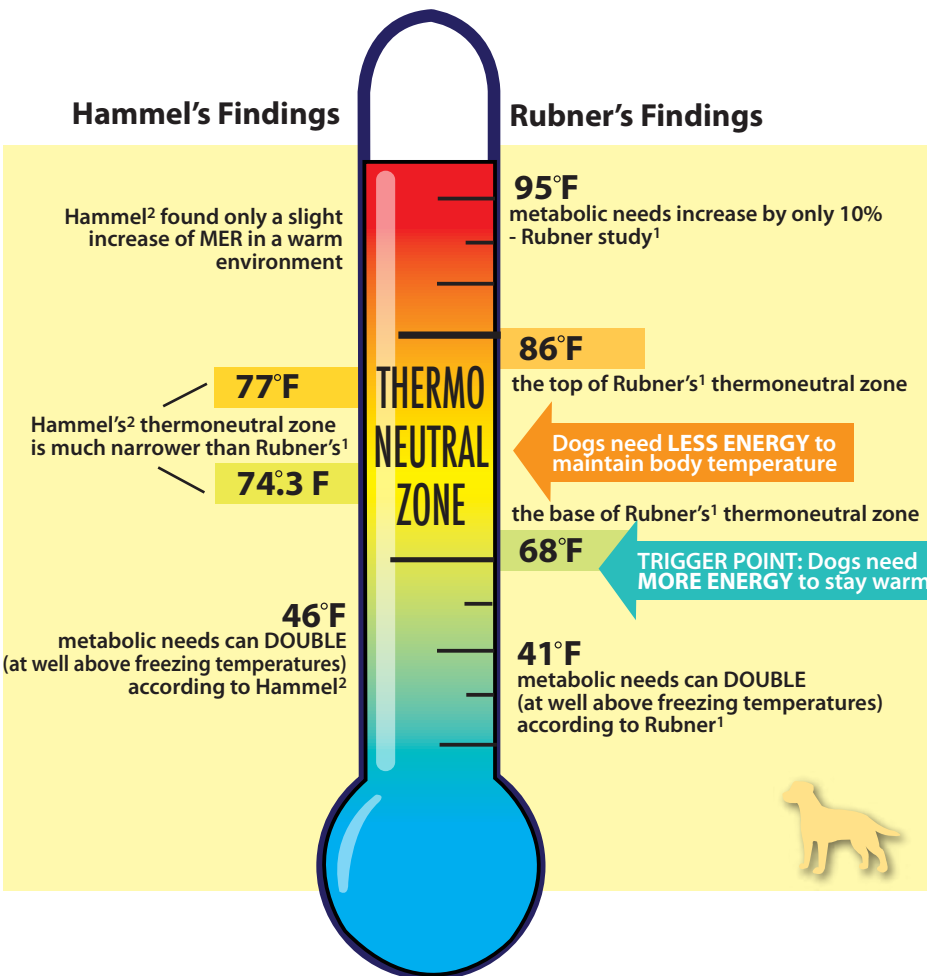 Hammel's Findings
Rubner's Findings
Hammel² found only a slight
increase of MER in a warm
environment
95°F
metabolic needs increase by only 10%
- Rubner study¹
86°F
the top of Rubner's¹ thermoneutral zone
77°F
Hammel's² thermoneutral zone
is much narrower than Rubner's¹
74.3°F
THERMO
NEUTRAL
ZONE
Dogs need LESS ENERGY to
maintain body temperature
the base of Rubner's¹ thermoneutral zone
68°F
TRIGGER POINT: Dogs need
MORE ENERGY to stay warm
46°F
metabolic needs can DOUBLE
(at well above freezing temperatures)
according to Hammel²
41°F
metabolic needs can DOUBLE
(at well above freezing temperatures)
according to Rubner¹